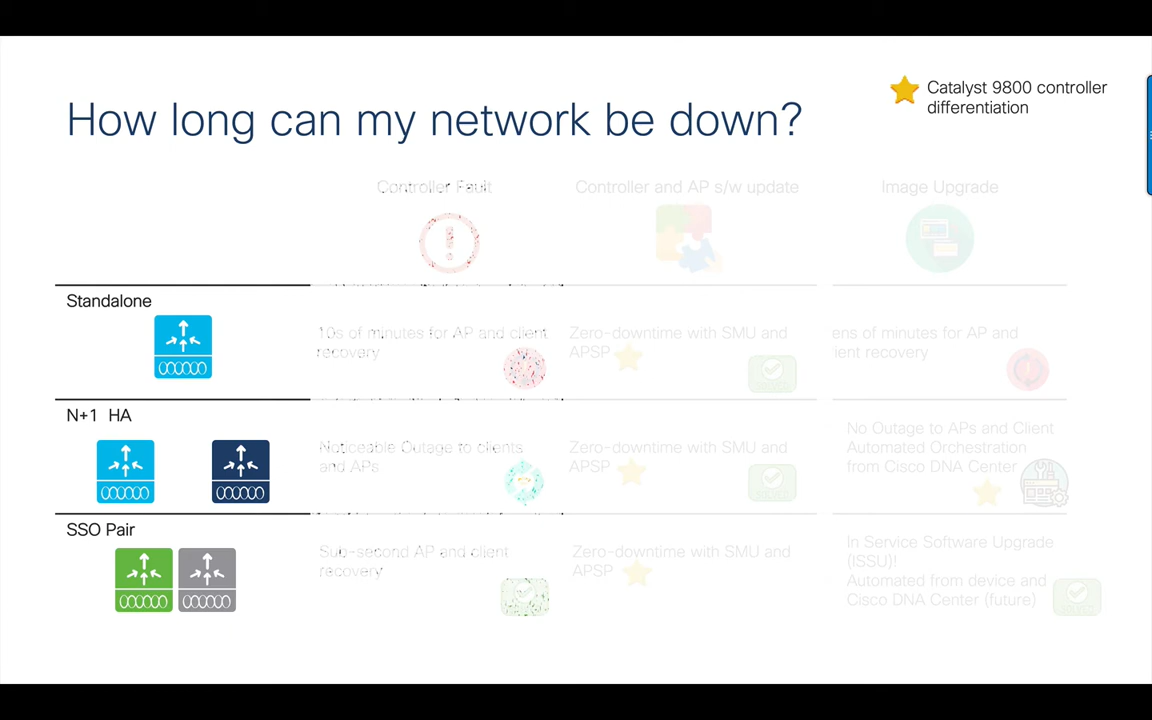 Catalyst 9800 controller
differentiation
How long can my network be down?
Controller Fault
Controller and AP s/w update
Image Upgrade
Standalone
10s of minutes for AP and client
recovery
Zero-downtime with SMU and
APSP
ens of minutes for AP and
ient recovery
N+1 HA
Noticeable Outage to clients
and APs
Zero-downtime with SMU and
APSP
No Outage to APs and Client
Automated Orchestration
from Cisco DNA Center
SSO Pair
Sub-second AP and client
recovery
Zero-downtime with SMU and
APSP
In Service Software Upgrade
(ISSU)!
Automated from device and
Cisco DNA Center (future)